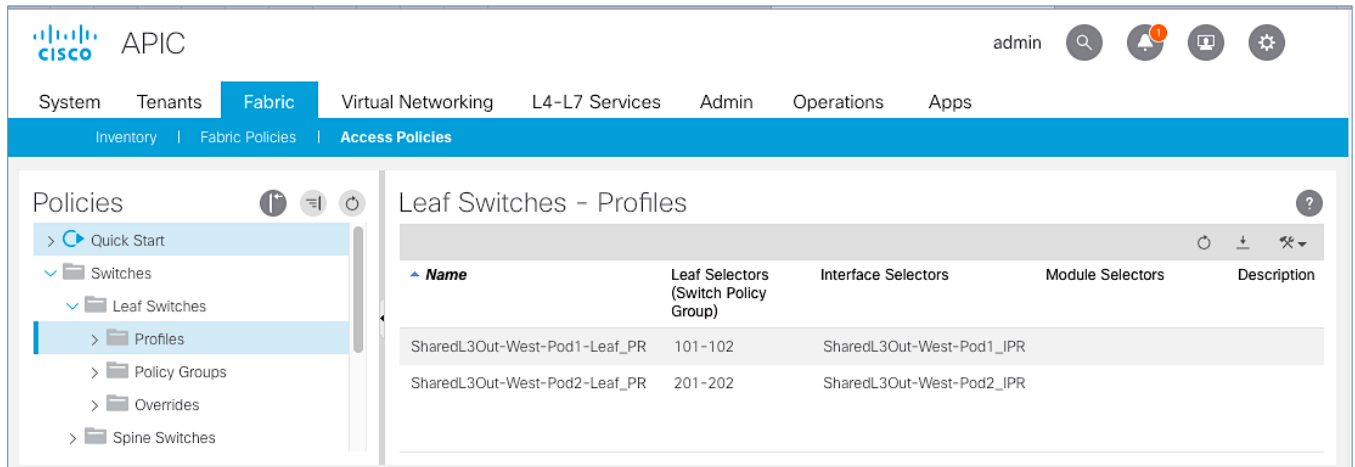 CISCO APIC admin 1
System Tenants Fabric Virtual Networking L4-L7 Services Admin Operations Apps
Inventory | Fabric Policies | Access Policies
Policies
Quick Start
Switches
Leaf Switches
Profiles
Policy Groups
Overrides
Spine Switches
Leaf Switches - Profiles ?
Name Leaf Selectors Interface Selectors Module Selectors Description
(Switch Policy
Group)
SharedL3Out-West-Pod1-Leaf_PR 101-102 SharedL3Out-West-Pod1_IPR
SharedL3Out-West-Pod2-Leaf_PR 201-202 SharedL3Out-West-Pod2_IPR